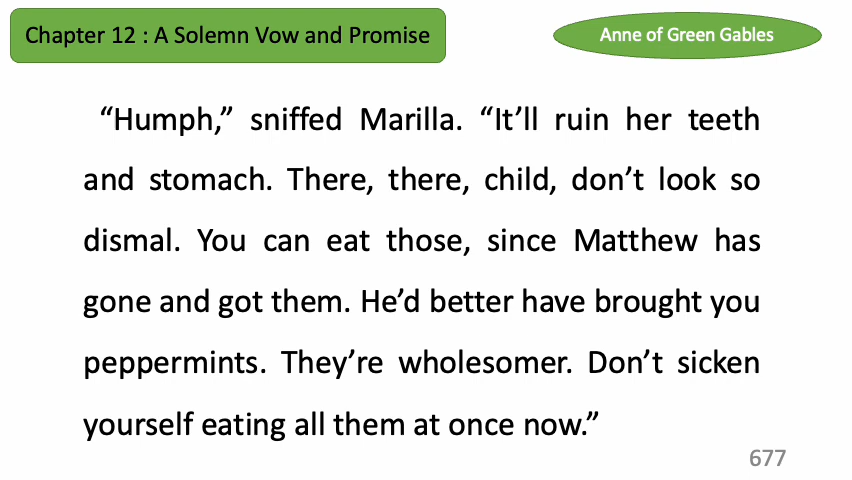 Chapter 12 : A Solemn Vow and Promise
Anne of Green Gables
“Humph,” sniffed Marilla. “It’ll ruin her teeth
and stomach. There, there, child, don’t look so
dismal. You can eat those, since Matthew has
gone and got them. He’d better have brought you
peppermints. They’re wholesomer. Don’t sicken
yourself eating all them at once now.”
677